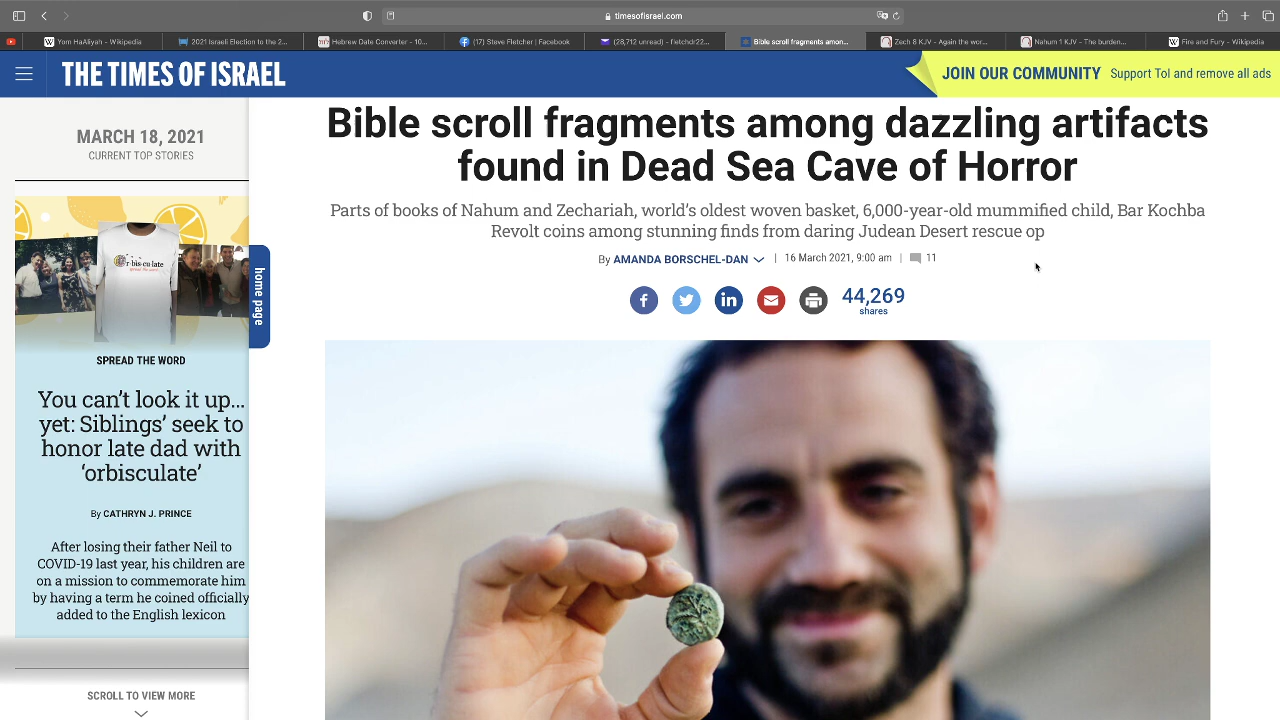 timesofisrael.com
Yom HaAliyah - Wikipedia
2021 Israeli Election to the 2...
Hebrew Date Converter - 10...
(17) Steve Fletcher | Facebook
(28,712 unread) - fletchdr22...
Bible scroll fragments amon...
Zech 8 KJV - Again the wor...
Nahum 1 KJV - The burden...
Fire and Fury - Wikipedia
THE TIMES OF ISRAEL
JOIN OUR COMMUNITY Support ToI and remove all ads
MARCH 18, 2021
CURRENT TOP STORIES
r·bis·cu·late
spread the word.
home page
SPREAD THE WORD
You can’t look it up...
yet: Siblings’ seek to
honor late dad with
‘orbisculate’
By CATHRYN J. PRINCE
After losing their father Neil to
COVID-19 last year, his children are
on a mission to commemorate him
by having a term he coined officially
added to the English lexicon
SCROLL TO VIEW MORE
Bible scroll fragments among dazzling artifacts
found in Dead Sea Cave of Horror
Parts of books of Nahum and Zechariah, world’s oldest woven basket, 6,000-year-old mummified child, Bar Kochba
Revolt coins among stunning finds from daring Judean Desert rescue op
By AMANDA BORSCHEL-DAN | 16 March 2021, 9:00 am | 11
44,269
shares